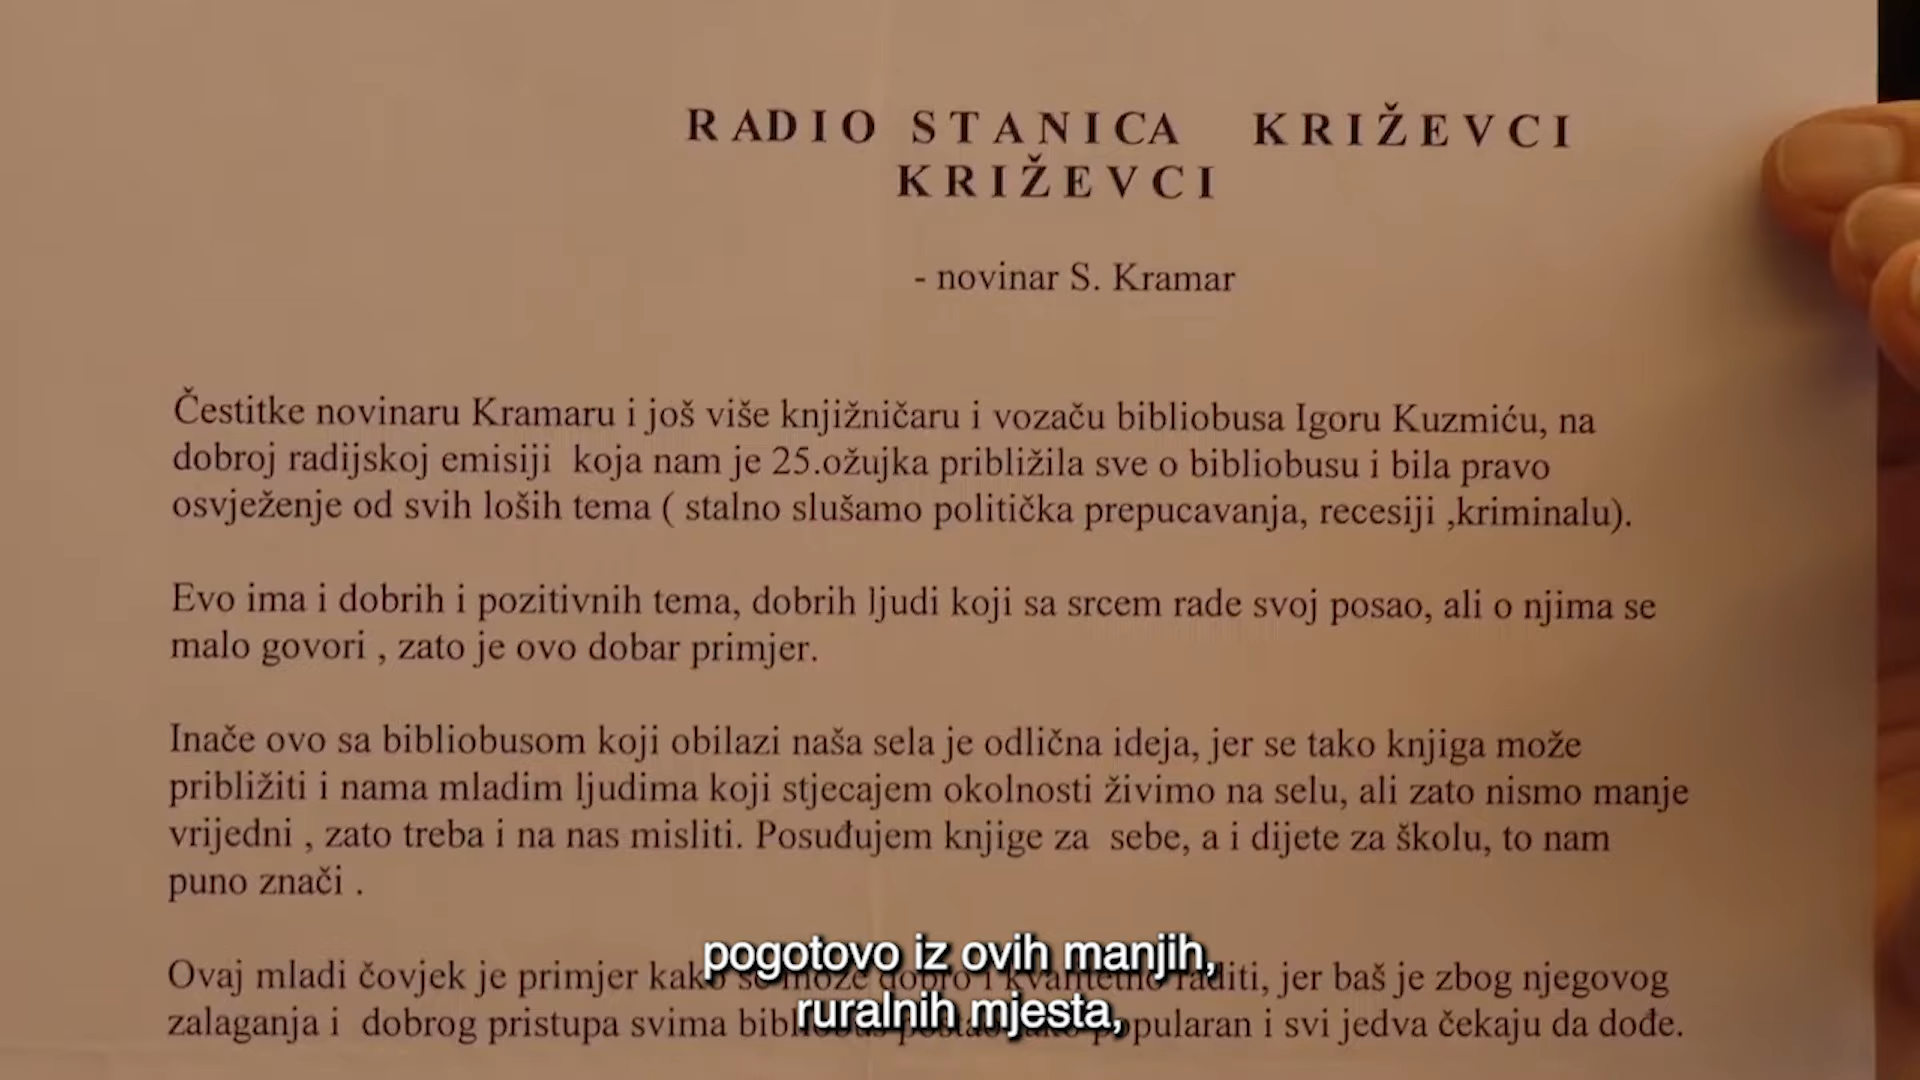 RADIO STANICA KRIŽEVCI
KRIŽEVCI
- novinar S. Kramar
Čestitke novinaru Kramaru i još više knjižničaru i vozaču bibliobusa Igoru Kuzmiću, na
dobroj radijskoj emisiji koja nam je 25.ožujka približila sve o bibliobusu i bila pravo
osvježenje od svih loših tema ( stalno slušamo politička prepucavanja, recesiji ,kriminalu).
Evo ima i dobrih i pozitivnih tema, dobrih ljudi koji sa srcem rade svoj posao, ali o njima se
malo govori , zato je ovo dobar primjer.
Inače ovo sa bibliobusom koji obilazi naša sela je odlična ideja, jer se tako knjiga može
približiti i nama mladim ljudima koji stjecajem okolnosti živimo na selu, ali zato nismo manje
vrijedni , zato treba i na nas misliti. Posuđujem knjige za sebe, a i dijete za školu, to nam
puno znači .
Ovaj mladi čovjek je primjer kako se može dobro i kvalitetno raditi, jer baš je zbog njegovog
zalaganja i dobrog pristupa svima popularan i svi jedva čekaju da dođe.
pogotovo iz ovih manjih,
ruralnih mjesta,